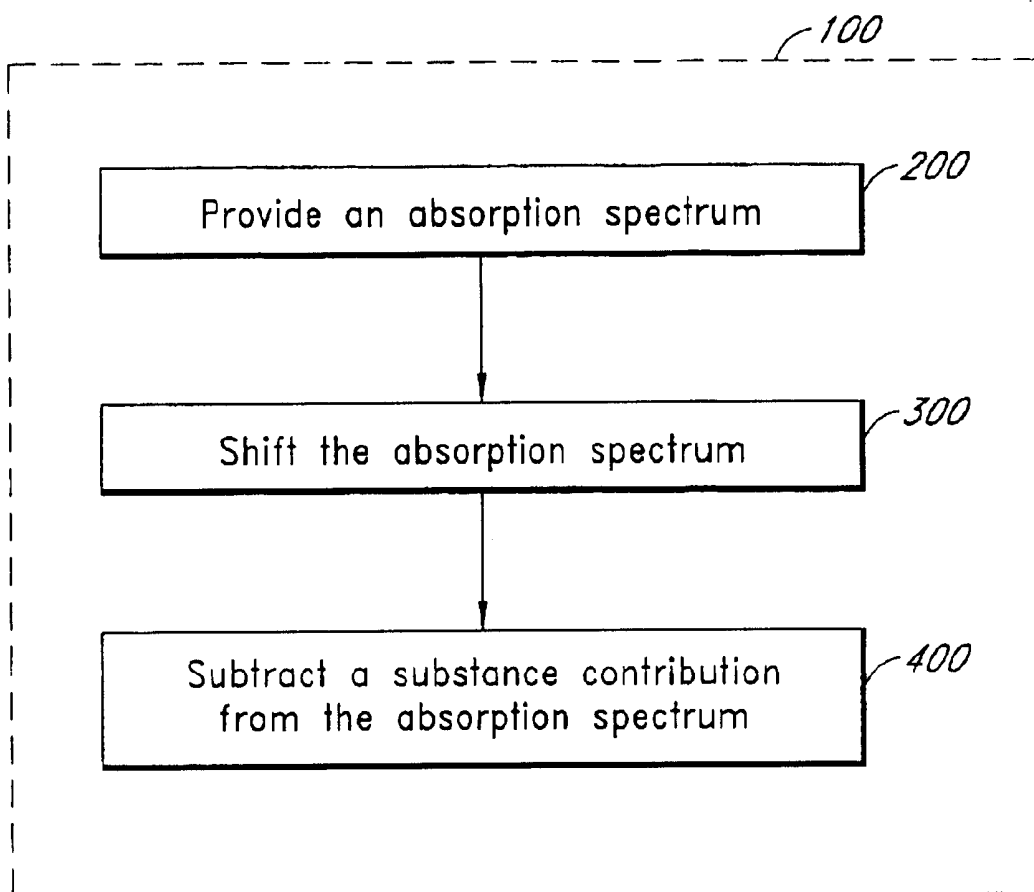 100
200
Provide an absorption spectrum
300
Shift the absorption spectrum
400
Subtract a substance contribution
from the absorption spectrum